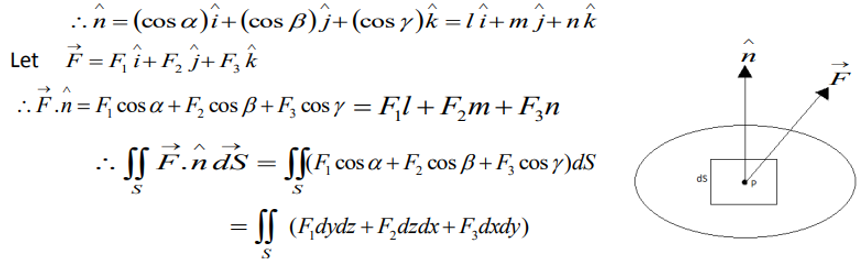 ∴ n̂ = (cos α)î + (cos β)ĵ + (cos γ)k̂ = l î + m ĵ + n k̂
Let F⃗ = F₁ î + F₂ ĵ + F₃ k̂
∴ F⃗ . n̂ = F₁ cos α + F₂ cos β + F₃ cos γ = F₁l + F₂m + F₃n
∴ ∬_S F⃗ . n̂ dS⃗ = ∬_S (F₁ cos α + F₂ cos β + F₃ cos γ)dS
= ∬_S (F₁dydz + F₂dzdx + F₃dxdy)
n̂
F⃗
dS
P